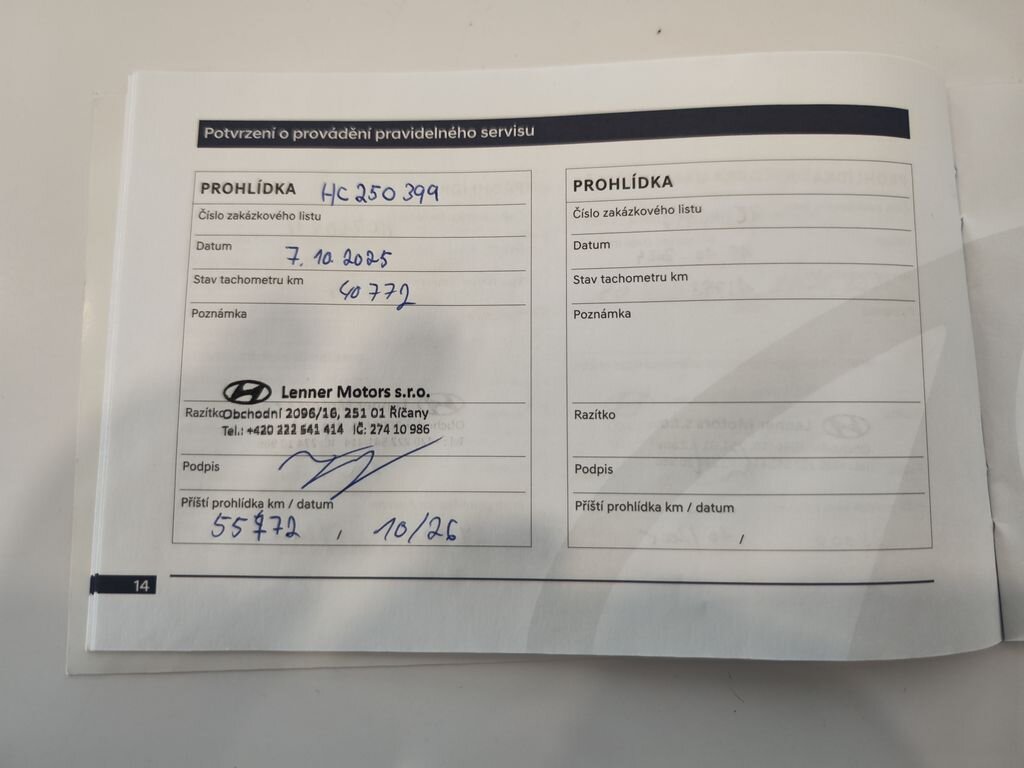 Potvrzení o provádění pravidelného servisu
PROHLÍDKA HC 250 399
Číslo zakázkového listu
Datum 7. 10. 2025
Stav tachometru km 40772
Poznámka
Lenner Motors s.r.o.
Razítko Obchodní 2096/16, 251 01 Říčany
Tel.: +420 222 541 414 IČ: 274 10 986
Podpis
Příští prohlídka km / datum
55772 , 10/26
PROHLÍDKA
Číslo zakázkového listu
Datum
Stav tachometru km
Poznámka
Razítko
Podpis
Příští prohlídka km / datum
/
14